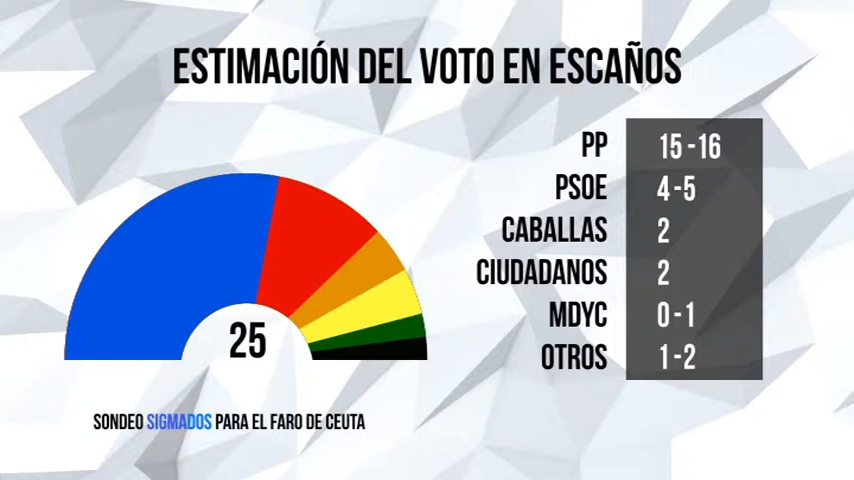 ESTIMACIÓN DEL VOTO EN ESCAÑOS
PP 15-16
PSOE 4-5
CABALLAS 2
CIUDADANOS 2
MDYC 0-1
OTROS 1-2
25
SONDEO SIGMADOS PARA EL FARO DE CEUTA